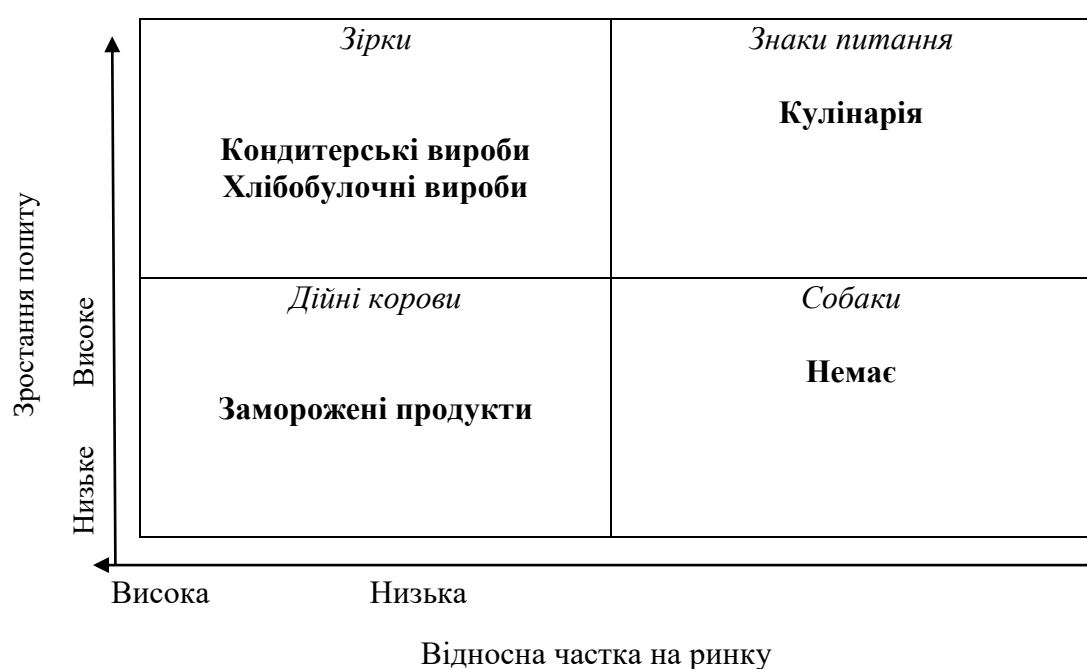 Зірки
Знаки питання
Кулінарія
Кондитерські вироби
Хлібобулочні вироби
Зростання попиту
Високе
Низьке
Дійні корови
Собаки
Немає
Заморожені продукти
Висока
Низька
Відносна частка на ринку